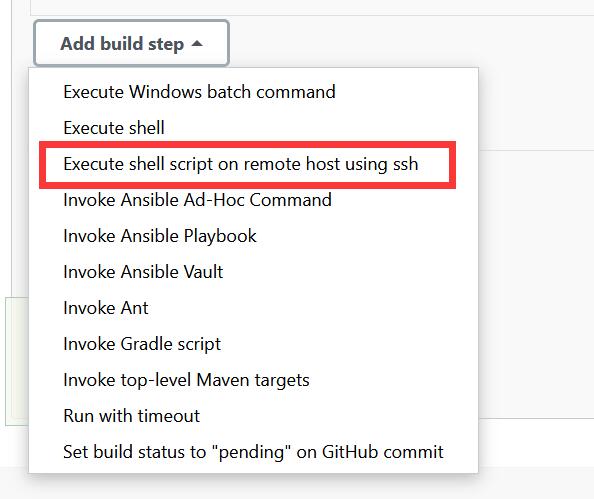 Add build step
Execute Windows batch command
Execute shell
Execute shell script on remote host using ssh
Invoke Ansible Ad-Hoc Command
Invoke Ansible Playbook
Invoke Ansible Vault
Invoke Ant
Invoke Gradle script
Invoke top-level Maven targets
Run with timeout
Set build status to "pending" on GitHub commit